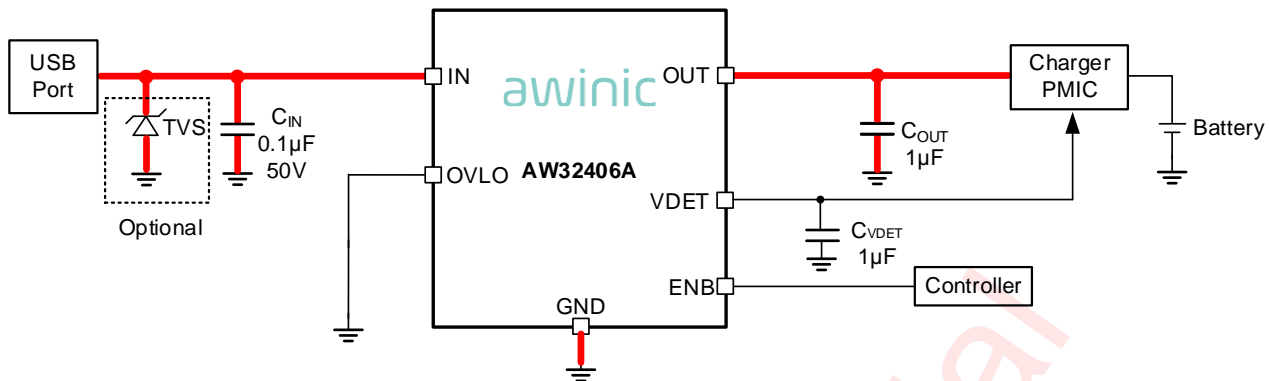 USB
Port
TVS
Optional
CIN
0.1µF
50V
IN
OVLO
awinic
AW32406A
GND
OUT
VDET
ENB
COUT
1µF
CVDET
1µF
Charger
PMIC
Battery
Controller